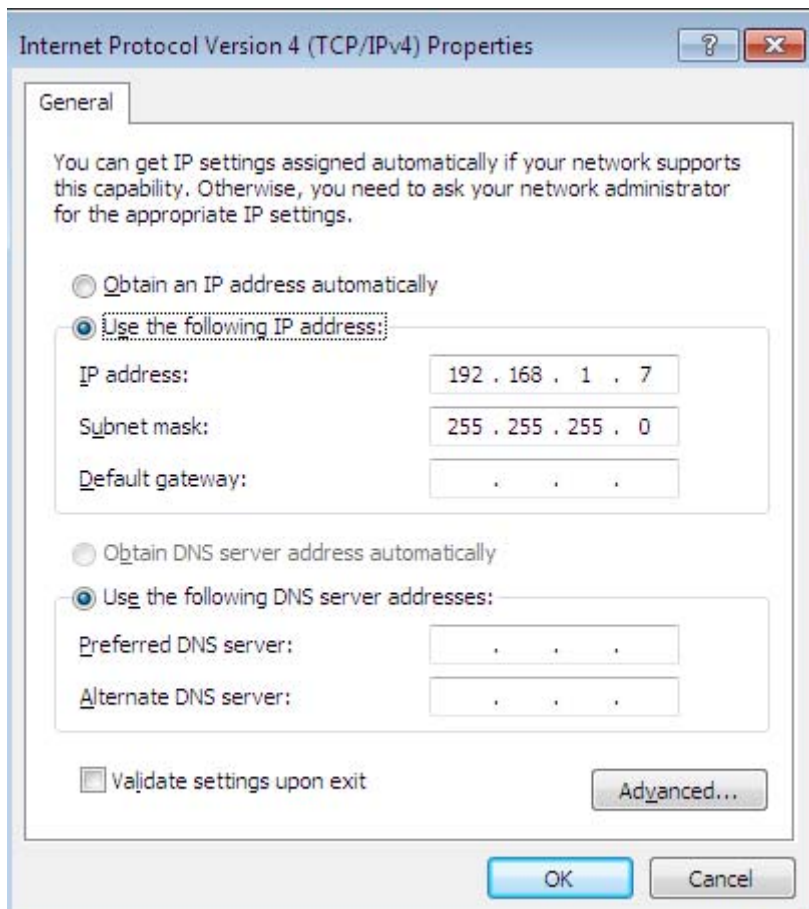 Internet Protocol Version 4 (TCP/IPv4) Properties
General
You can get IP settings assigned automatically if your network supports
this capability. Otherwise, you need to ask your network administrator
for the appropriate IP settings.
Obtain an IP address automatically
Use the following IP address:
IP address: 192 . 168 . 1 . 7
Subnet mask: 255 . 255 . 255 . 0
Default gateway: . . .
Obtain DNS server address automatically
Use the following DNS server addresses:
Preferred DNS server: . . .
Alternate DNS server: . . .
Validate settings upon exit
Advanced...
OK Cancel